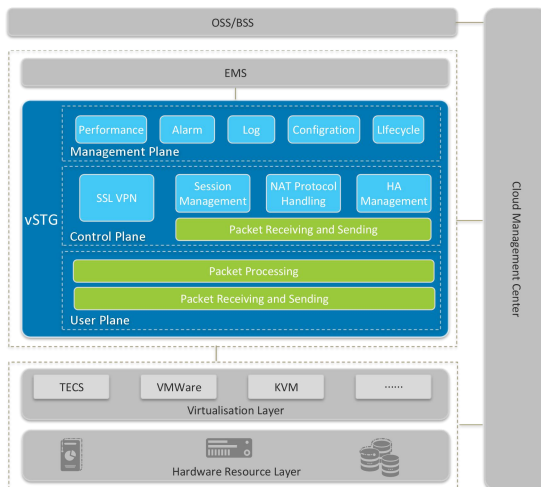 OSS/BSS
EMS
Performance
Alarm
Log
Configration
LIfecycle
Management Plane
vSTG
SSL VPN
Session
Management
NAT Protocol
Handling
HA
Management
Packet Receiving and Sending
Control Plane
Packet Processing
Packet Receiving and Sending
User Plane
TECS
VMWare
KVM
......
Virtualisation Layer
Hardware Resource Layer
Cloud Management Center